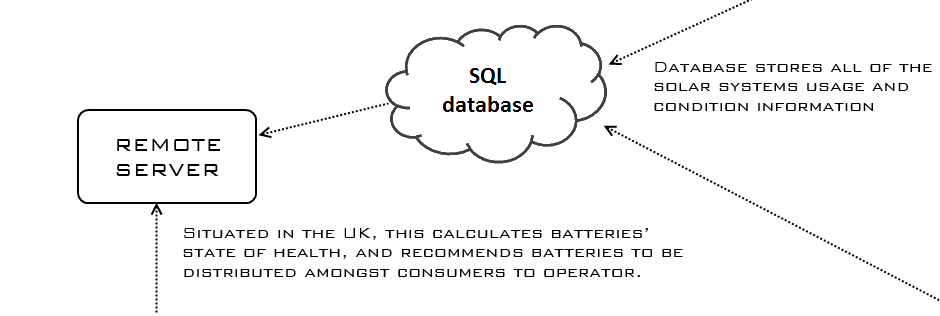 SQL
database
DATABASE STORES ALL OF THE
SOLAR SYSTEMS USAGE AND
CONDITION INFORMATION
REMOTE
SERVER
SITUATED IN THE UK, THIS CALCULATES BATTERIES'
STATE OF HEALTH, AND RECOMMENDS BATTERIES TO BE
DISTRIBUTED AMONGST CONSUMERS TO OPERATOR.